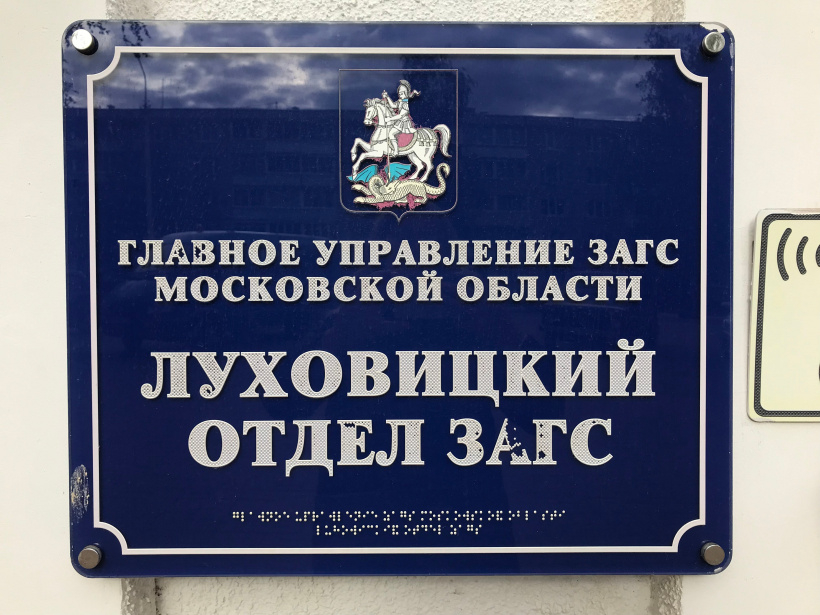 ГЛАВНОЕ УПРАВЛЕНИЕ ЗАГС
МОСКОВСКОЙ ОБЛАСТИ
ЛУХОВИЦКИЙ
ОТДЕЛ ЗАГС